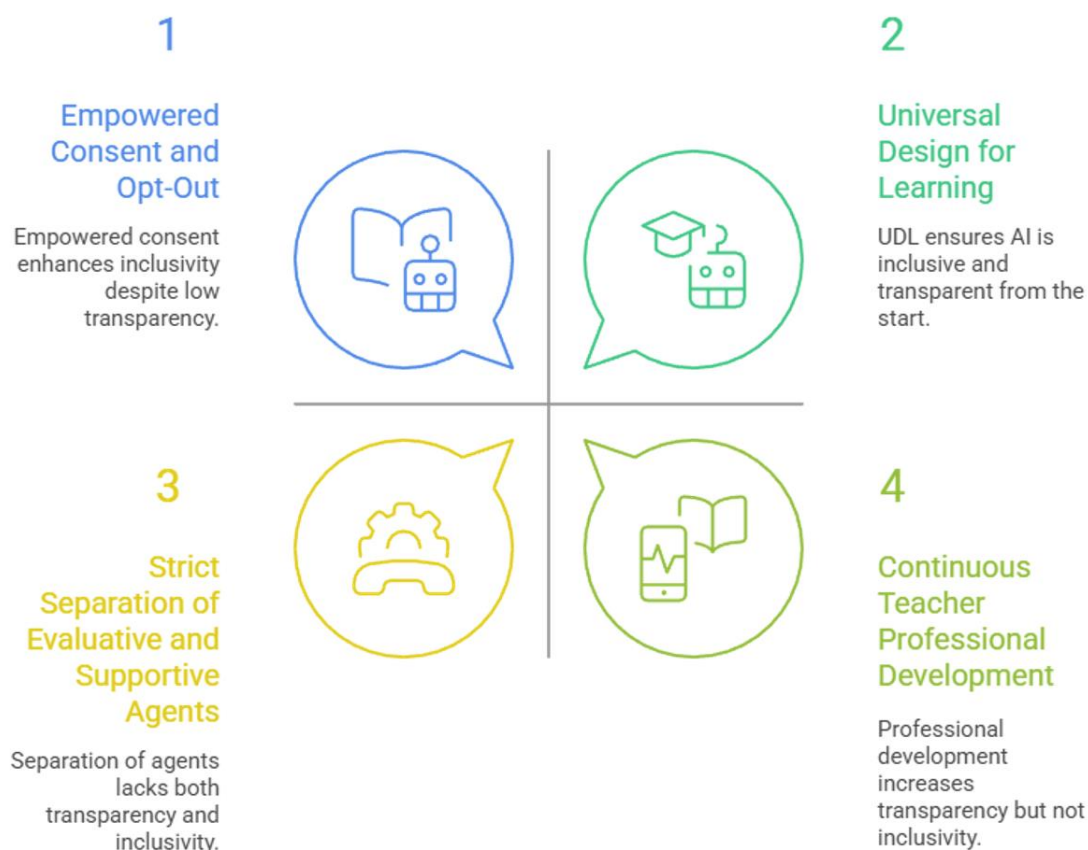 1
Empowered
Consent and
Opt-Out
Empowered consent
enhances inclusivity
despite low
transparency.
2
Universal
Design for
Learning
UDL ensures AI is
inclusive and
transparent from the
start.
3
Strict
Separation of
Evaluative and
Supportive
Agents
Separation of agents
lacks both
transparency and
inclusivity.
4
Continuous
Teacher
Professional
Development
Professional
development
increases
transparency but not
inclusivity.